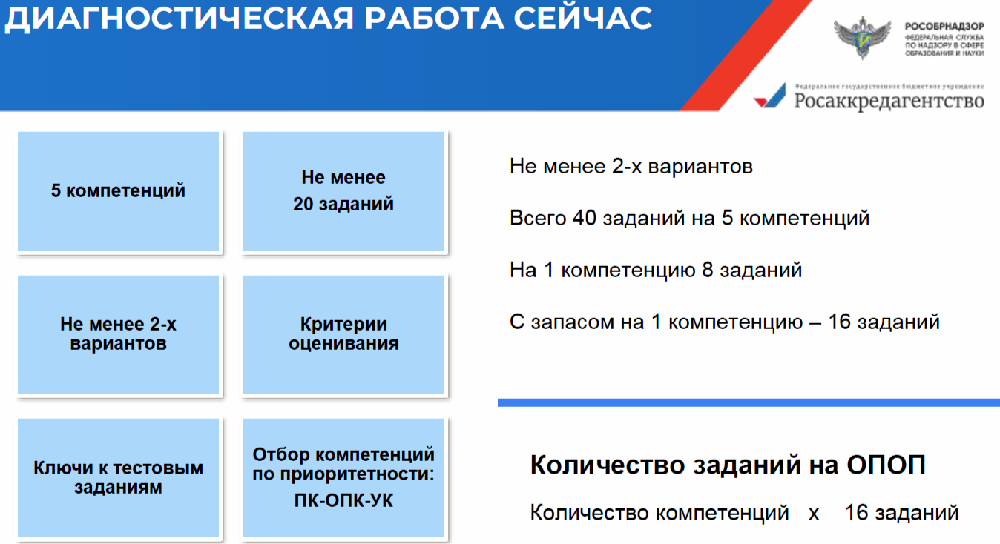 ДИАГНОСТИЧЕСКАЯ РАБОТА СЕЙЧАС
РОСОБРНАДЗОР
ФЕДЕРАЛЬНАЯ СЛУЖБА
ПО НАДЗОРУ В СФЕРЕ
ОБРАЗОВАНИЯ И НАУКИ
Федеральное государственное бюджетное учреждение
Росаккредагентство
5 компетенций
Не менее
20 заданий
Не менее 2-х
вариантов
Критерии
оценивания
Ключи к тестовым
заданиям
Отбор компетенций
по приоритетности:
ПК-ОПК-УК
Не менее 2-х вариантов
Всего 40 заданий на 5 компетенций
На 1 компетенцию 8 заданий
С запасом на 1 компетенцию – 16 заданий
Количество заданий на ОПОП
Количество компетенций х 16 заданий